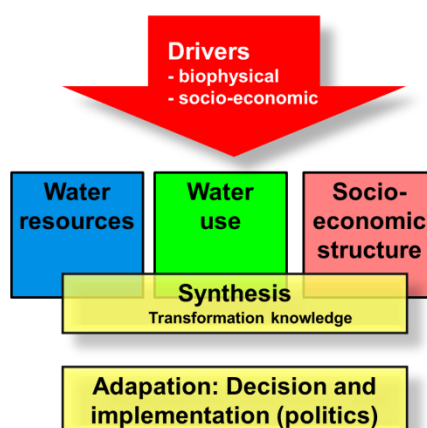 Drivers
- biophysical
- socio-economic
Water
resources
Water
use
Socio-
economic
structure
Synthesis
Transformation knowledge
Adapation: Decision and
implementation (politics)